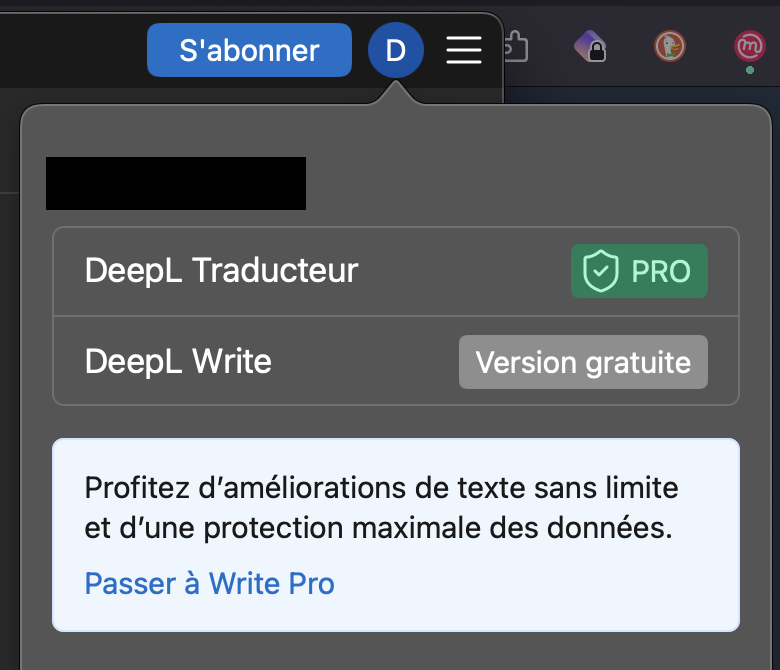 S'abonner
D
DeepL Traducteur
PRO
DeepL Write
Version gratuite
Profitez d’améliorations de texte sans limite
et d’une protection maximale des données.
Passer à Write Pro